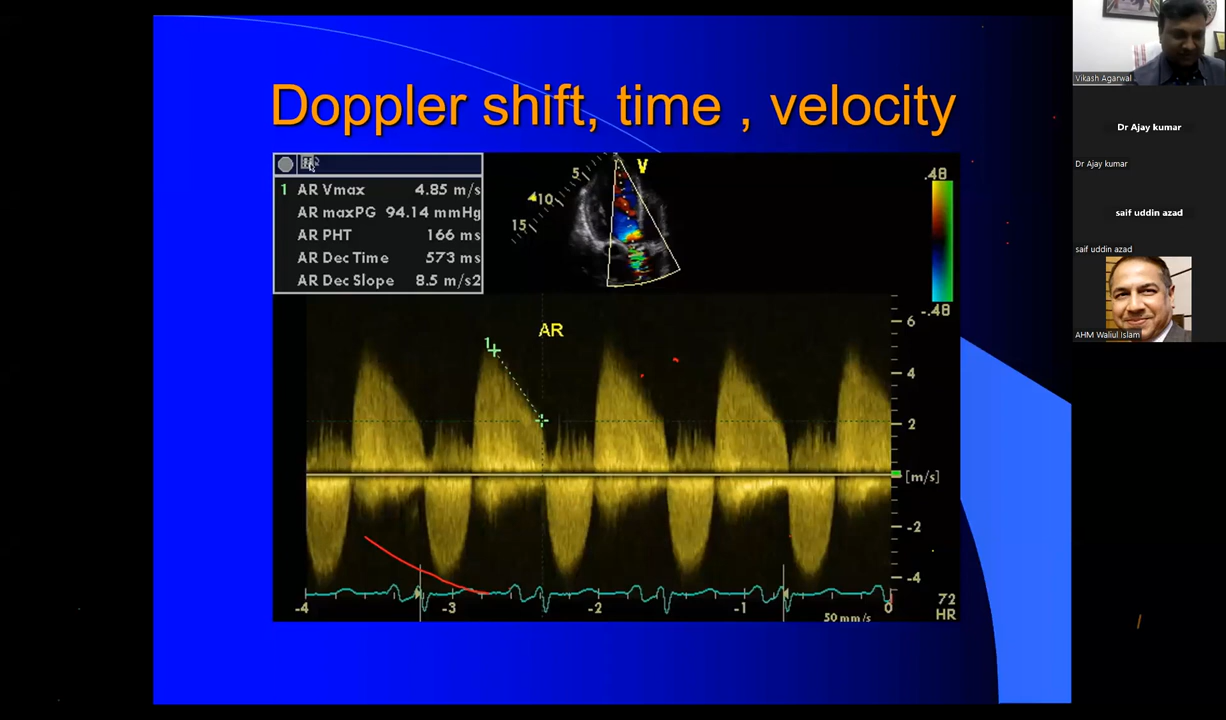 Doppler shift, time , velocity
1 AR Vmax 4.85 m/s
AR maxPG 94.14 mmHg
AR PHT 166 ms
AR Dec Time 573 ms
AR Dec Slope 8.5 m/s2
V
5
10
15
.48
-.48
1
AR
6
4
2
[m/s]
-2
-4
-4 -3 -2 -1 0
50 mm/s
72
HR
Vikash Agarwal
Dr Ajay kumar
Dr Ajay kumar
saif uddin azad
saif uddin azad
AHM Waliul Islam